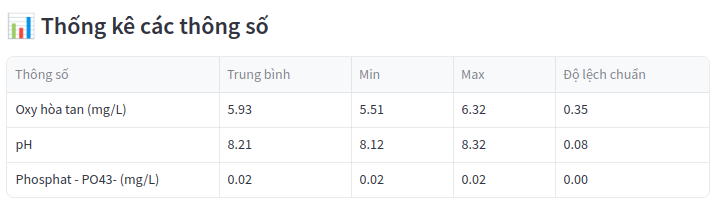 📊 Thống kê các thông số
Thông số Trung bình Min Max Độ lệch chuẩn
Oxy hòa tan (mg/L) 5.93 5.51 6.32 0.35
pH 8.21 8.12 8.32 0.08
Phosphat - PO43- (mg/L) 0.02 0.02 0.02 0.00